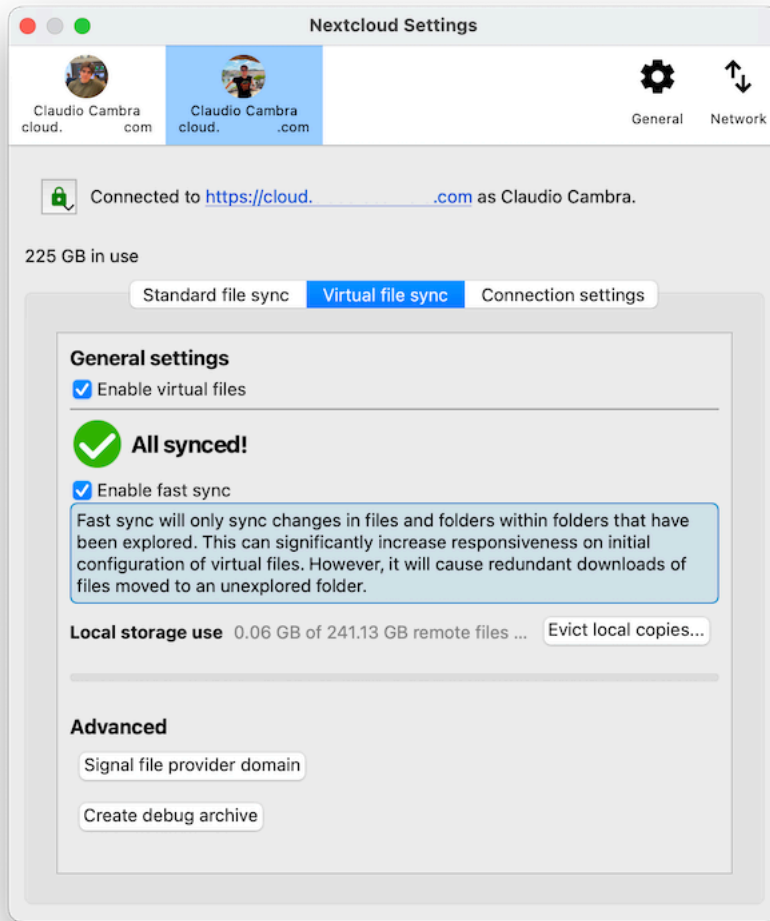 Nextcloud Settings
Claudio Cambra
cloud. com
Claudio Cambra
cloud. .com
General
Network
Connected to https://cloud. .com as Claudio Cambra.
225 GB in use
Standard file sync
Virtual file sync
Connection settings
General settings
Enable virtual files
All synced!
Enable fast sync
Fast sync will only sync changes in files and folders within folders that have
been explored. This can significantly increase responsiveness on initial
configuration of virtual files. However, it will cause redundant downloads of
files moved to an unexplored folder.
Local storage use 0.06 GB of 241.13 GB remote files ... Evict local copies...
Advanced
Signal file provider domain
Create debug archive